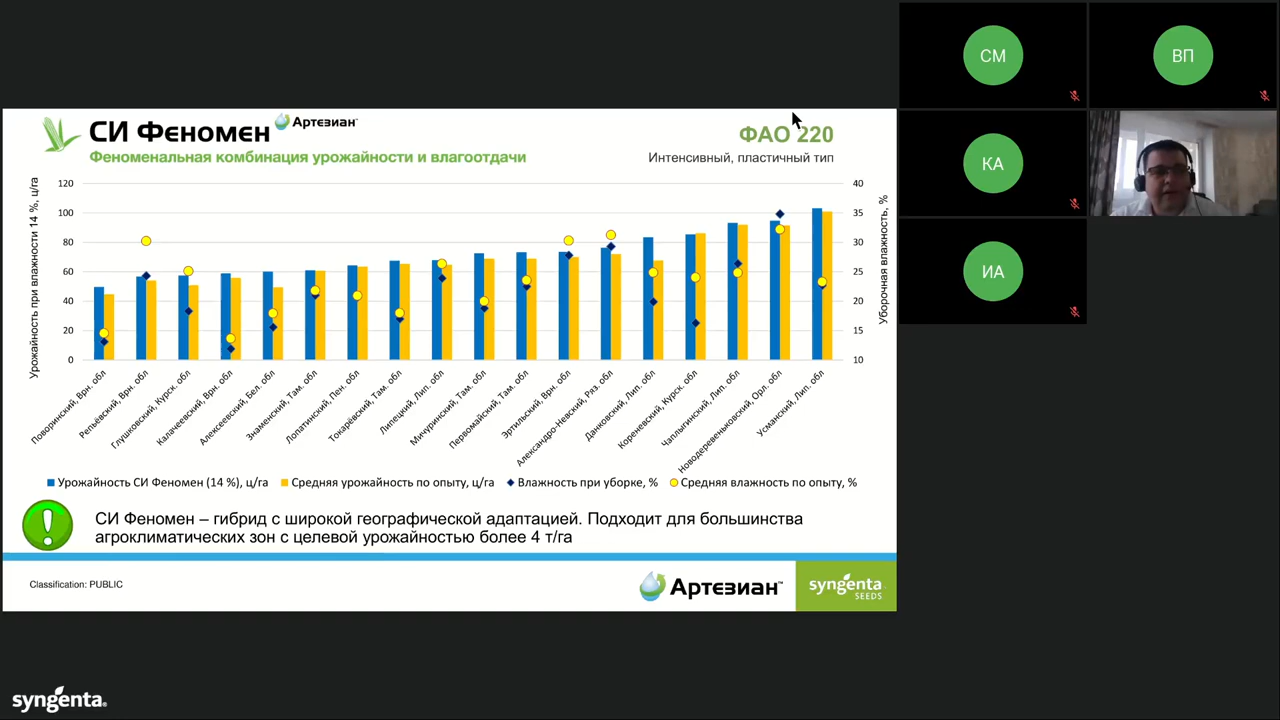 СИ Феномен
Артезиан™
Феноменальная комбинация урожайности и влагоотдачи
ФАО 220
Интенсивный, пластичный тип
Урожайность при влажности 14 %, ц/га
120
100
80
60
40
20
0
40
35
30
25
20
15
10
Уборочная влажность, %
Поворинский, Врн. обл
Репьёвский, Врн. обл
Глушковский, Курск. обл
Калачеевский, Врн. обл
Алексеевский, Бел. обл
Знаменский, Там. обл
Лопатинский, Пен. обл
Токарёвский, Там. обл
Липецкий, Лип. обл
Мичуринский, Там. обл
Первомайский, Там. обл
Эртильский, Врн. обл
Александро-Невский, Ряз. обл
Данковский, Лип. обл
Кореневский, Курск. обл
Чаплыгинский, Лип. обл
Новодеревеньковский, Орл. обл
Усманский, Лип. обл
Урожайность СИ Феномен (14 %), ц/га
Средняя урожайность по опыту, ц/га
Влажность при уборке, %
Средняя влажность по опыту, %
СИ Феномен – гибрид с широкой географической адаптацией. Подходит для большинства
агроклиматических зон с целевой урожайностью более 4 т/га
Classification: PUBLIC
Артезиан™
syngenta
SEEDS
syngenta.
СМ
ВП
КА
ИА